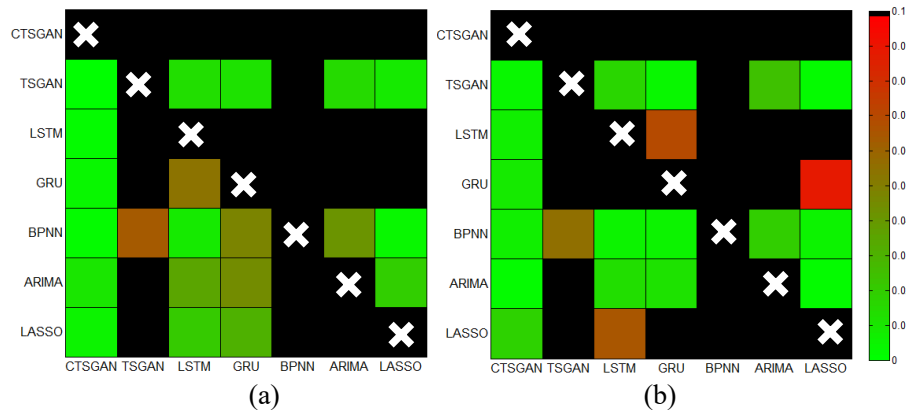 CTSGAN
TSGAN
LSTM
GRU
BPNN
ARIMA
LASSO
CTSGAN TSGAN LSTM GRU BPNN ARIMA LASSO
(a)
CTSGAN
TSGAN
LSTM
GRU
BPNN
ARIMA
LASSO
CTSGAN TSGAN LSTM GRU BPNN ARIMA LASSO
(b)
0.1
0.0
0.0
0.0
0.0
0.0
0.0
0.0
0.0
0.0
0